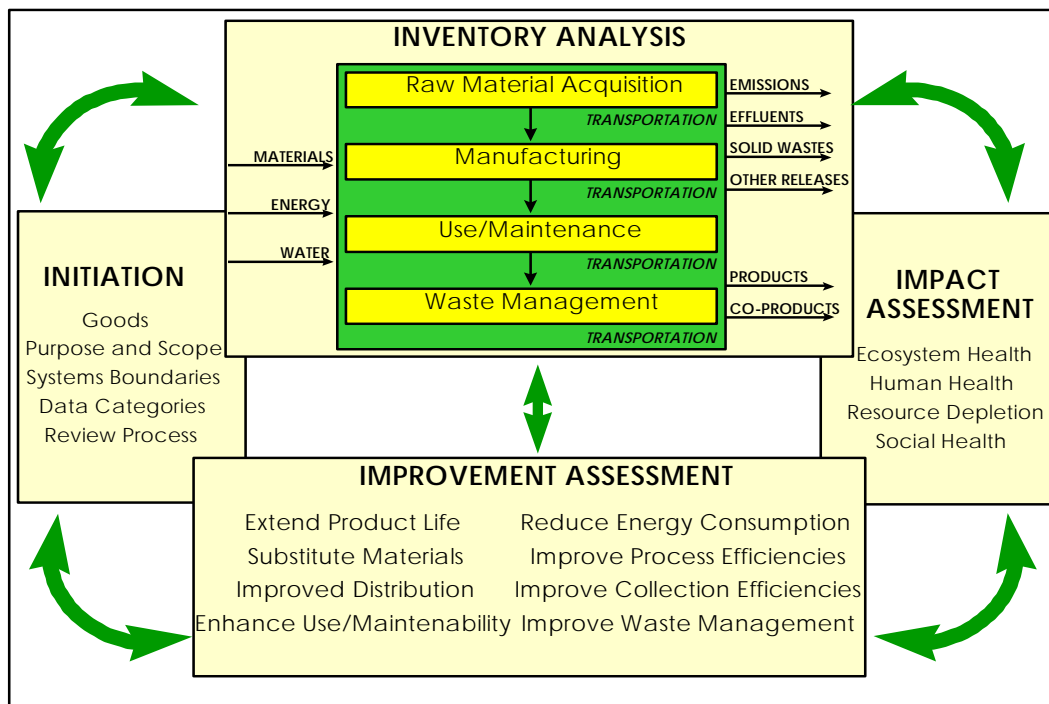 INVENTORY ANALYSIS
Raw Material Acquisition
TRANSPORTATION
Manufacturing
TRANSPORTATION
Use/Maintenance
TRANSPORTATION
Waste Management
TRANSPORTATION
MATERIALS
ENERGY
WATER
EMISSIONS
EFFLUENTS
SOLID WASTES
OTHER RELEASES
PRODUCTS
CO-PRODUCTS
INITIATION
Goods
Purpose and Scope
Systems Boundaries
Data Categories
Review Process
IMPACT
ASSESSMENT
Ecosystem Health
Human Health
Resource Depletion
Social Health
IMPROVEMENT ASSESSMENT
Extend Product Life
Substitute Materials
Improved Distribution
Enhance Use/Maintenability
Reduce Energy Consumption
Improve Process Efficiencies
Improve Collection Efficiencies
Improve Waste Management